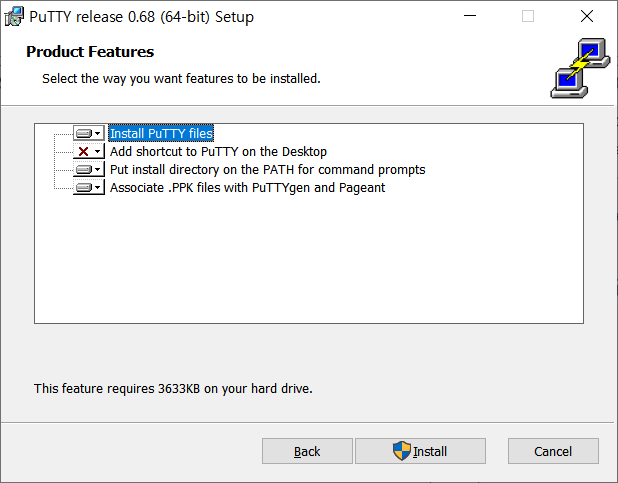 PuTTY release 0.68 (64-bit) Setup
Product Features
Select the way you want features to be installed.
Install PuTTY files
Add shortcut to PuTTY on the Desktop
Put install directory on the PATH for command prompts
Associate .PPK files with PuTTYgen and Pageant
This feature requires 3633KB on your hard drive.
Back Install Cancel